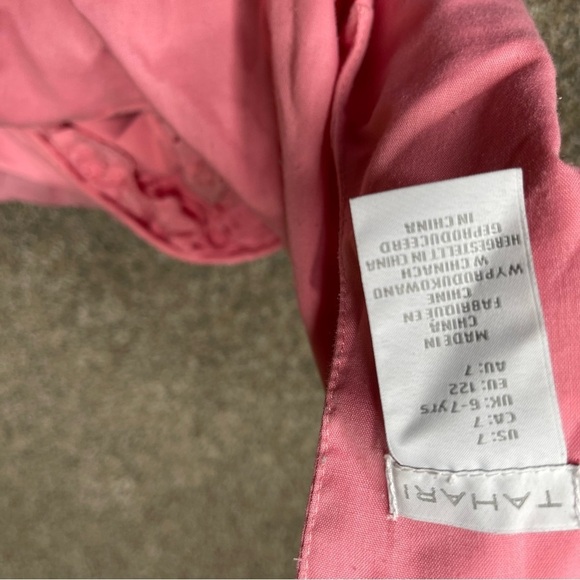 TAHARI
US: 7
CA: 7
UK: 6-7yrs
EU: 122
AU: 7
MADE IN
CHINA
FABRIQUE EN
CHINE
WYPRODUKOWANO
W CHINACH
HERGESTELLT IN CHINA
GEPRODUCEERD
IN CHINA